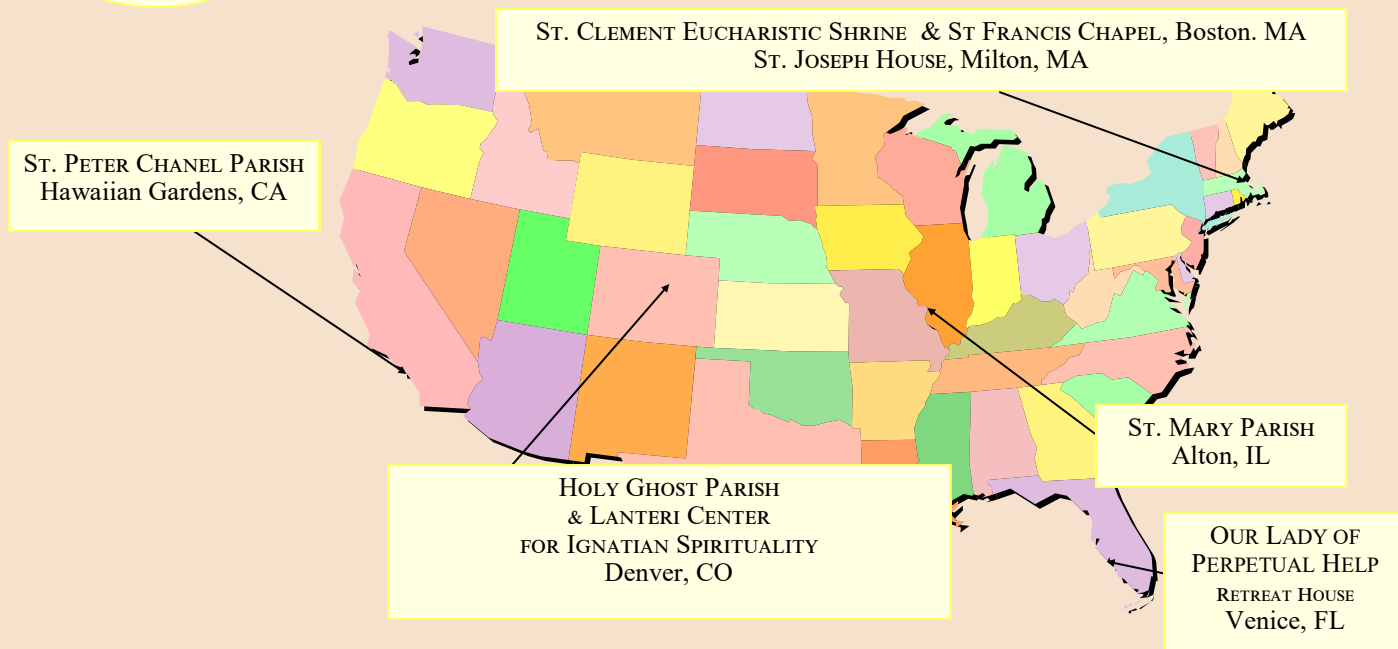 St. Clement Eucharistic Shrine & St Francis Chapel, Boston. MA
St. Joseph House, Milton, MA
St. Peter Chanel Parish
Hawaiian Gardens, CA
St. Mary Parish
Alton, IL
Holy Ghost Parish
& Lanteri Center
for Ignatian Spirituality
Denver, CO
Our Lady of
Perpetual Help
Retreat House
Venice, FL